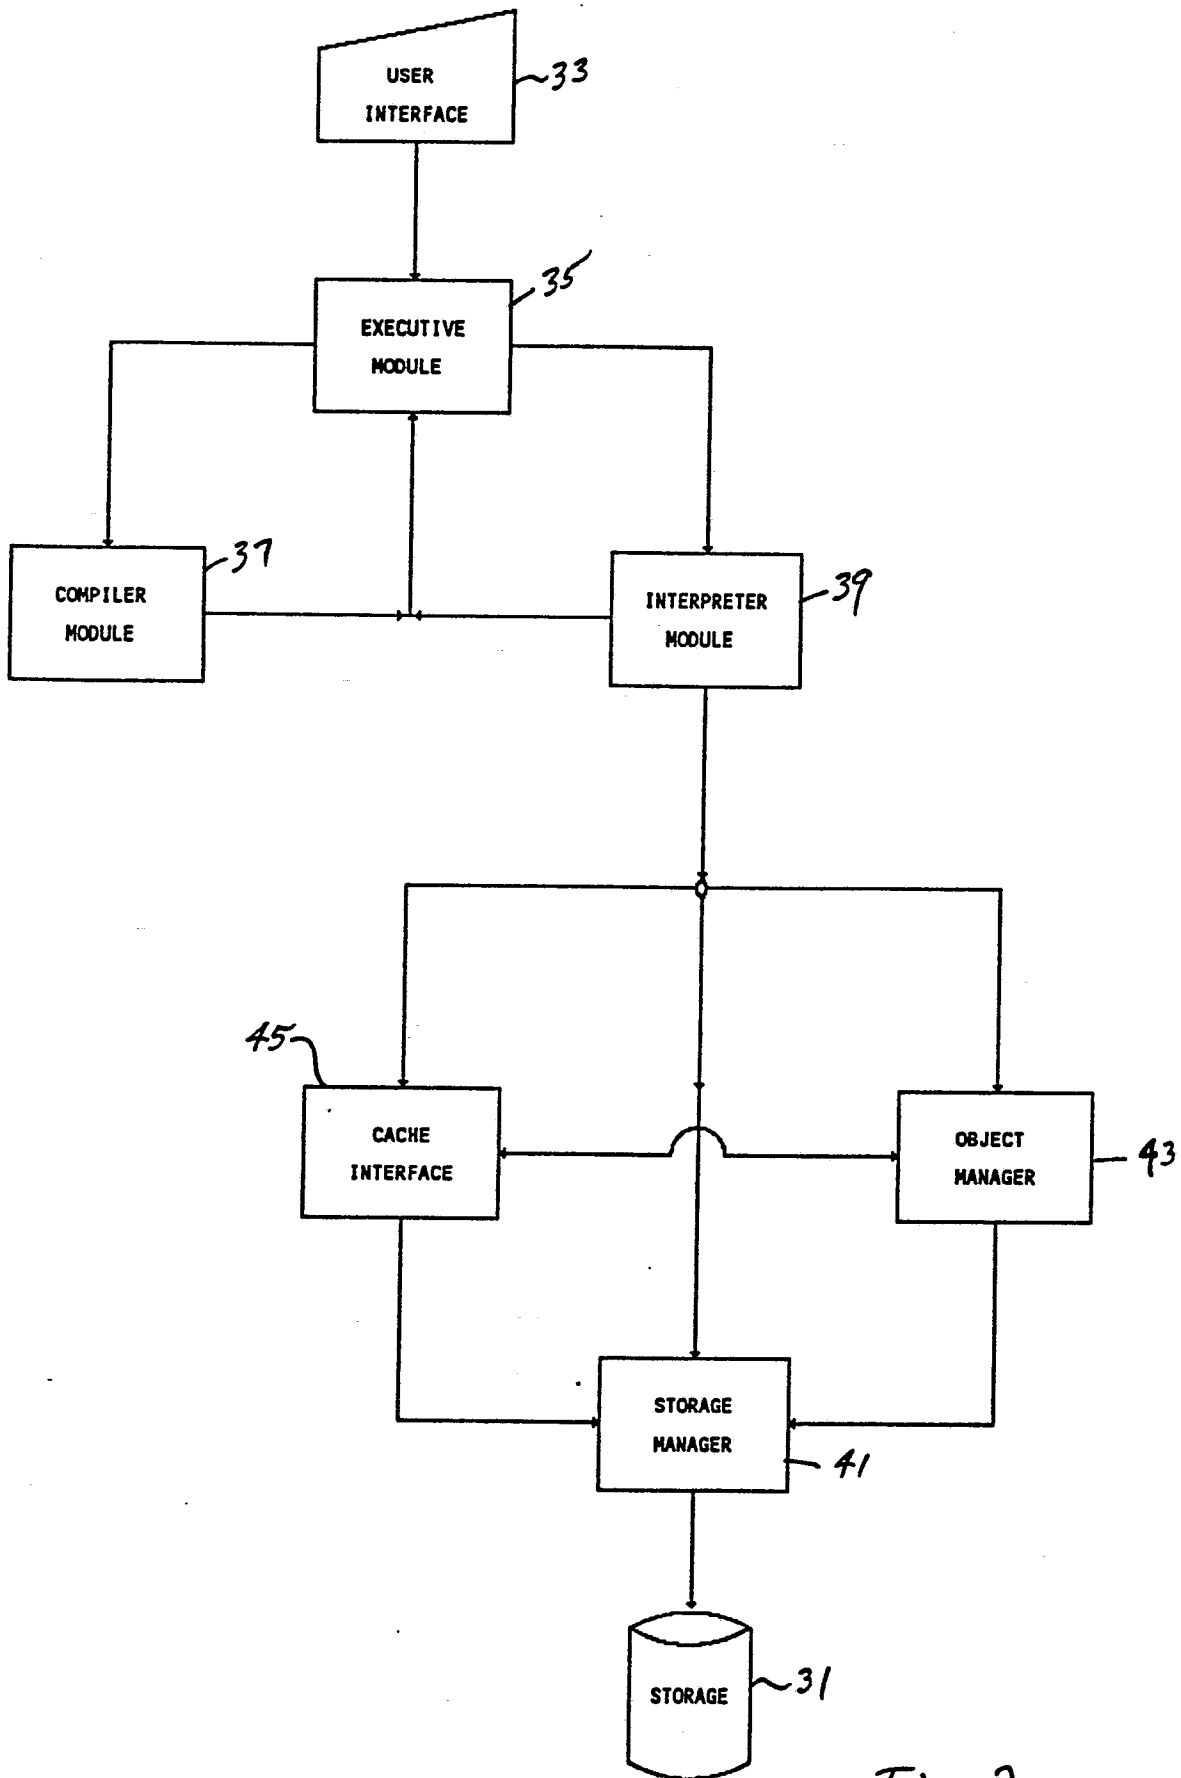 USER
INTERFACE
33
EXECUTIVE
MODULE
35
COMPILER
MODULE
37
INTERPRETER
MODULE
39
45
CACHE
INTERFACE
OBJECT
MANAGER
43
STORAGE
MANAGER
41
STORAGE
31